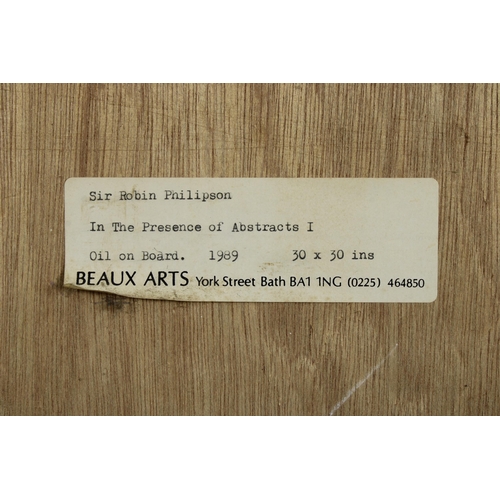 Sir Robin Philipson
In The Presence of Abstracts I
Oil on Board. 1989 30 x 30 ins
BEAUX ARTS York Street Bath BA1 1NG (0225) 464850